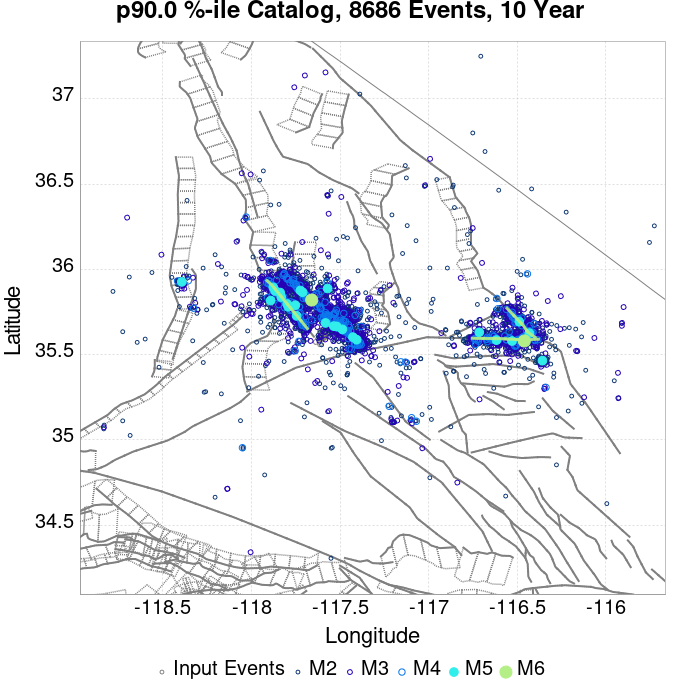 p90.0 %-ile Catalog, 8686 Events, 10 Year
37
36.5
36
35.5
35
34.5
Latitude
-118.5 -118 -117.5 -117 -116.5 -116
Longitude
Input Events M2 M3 M4 M5 M6